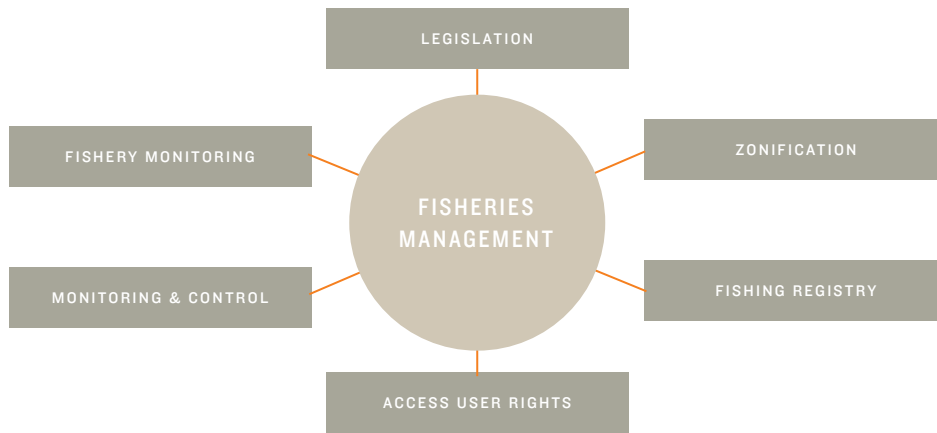 LEGISLATION
FISHERY MONITORING
ZONIFICATION
FISHERIES
MANAGEMENT
MONITORING & CONTROL
FISHING REGISTRY
ACCESS USER RIGHTS